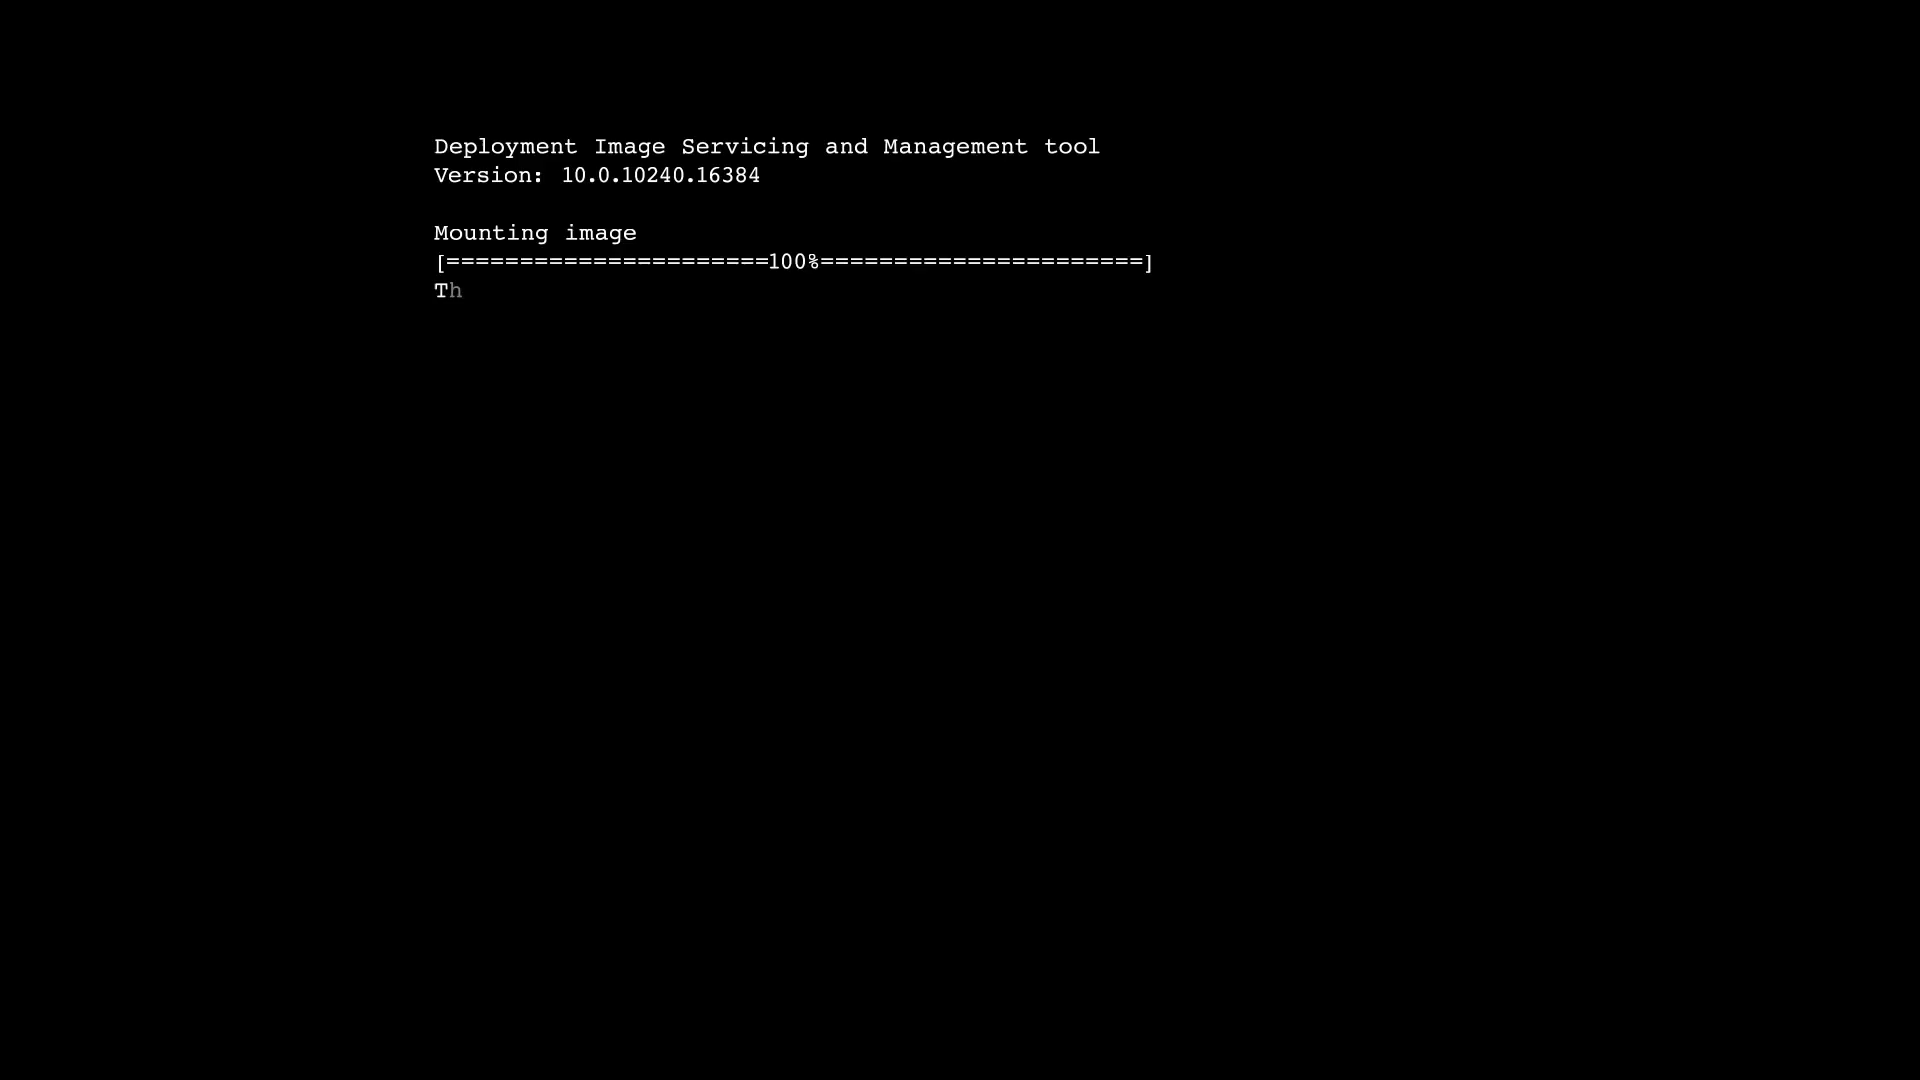 Deployment Image Servicing and Management tool
Version: 10.0.10240.16384
Mounting image
[======================100%======================]
Th